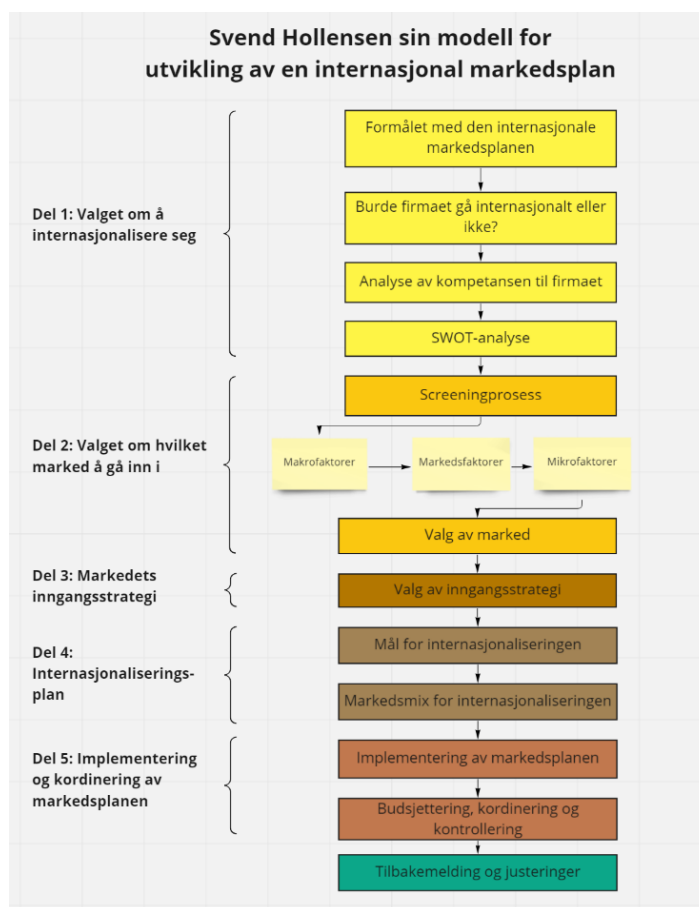 Svend Hollensen sin modell for
utvikling av en internasjonal markedsplan
Del 1: Valget om å
internasjonalisere seg
Formålet med den internasjonale
markedsplanen
Burde firmaet gå internasjonalt eller
ikke?
Analyse av kompetansen til firmaet
SWOT-analyse
Del 2: Valget om hvilket
marked å gå inn i
Screeningprosess
Makrofaktorer
Markedsfaktorer
Mikrofaktorer
Valg av marked
Del 3: Markedets
inngangsstrategi
Valg av inngangsstrategi
Del 4:
Internasjonaliserings-
plan
Mål for internasjonaliseringen
Markedsmix for internasjonaliseringen
Del 5: Implementering
og kordinering av
markedsplanen
Implementering av markedsplanen
Budsjettering, kordinering og
kontrollering
Tilbakemelding og justeringer